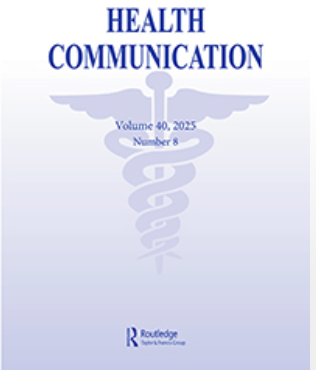 HEALTH
COMMUNICATION
Volume 40, 2025
Number 8
Routledge
Taylor & Francis Group